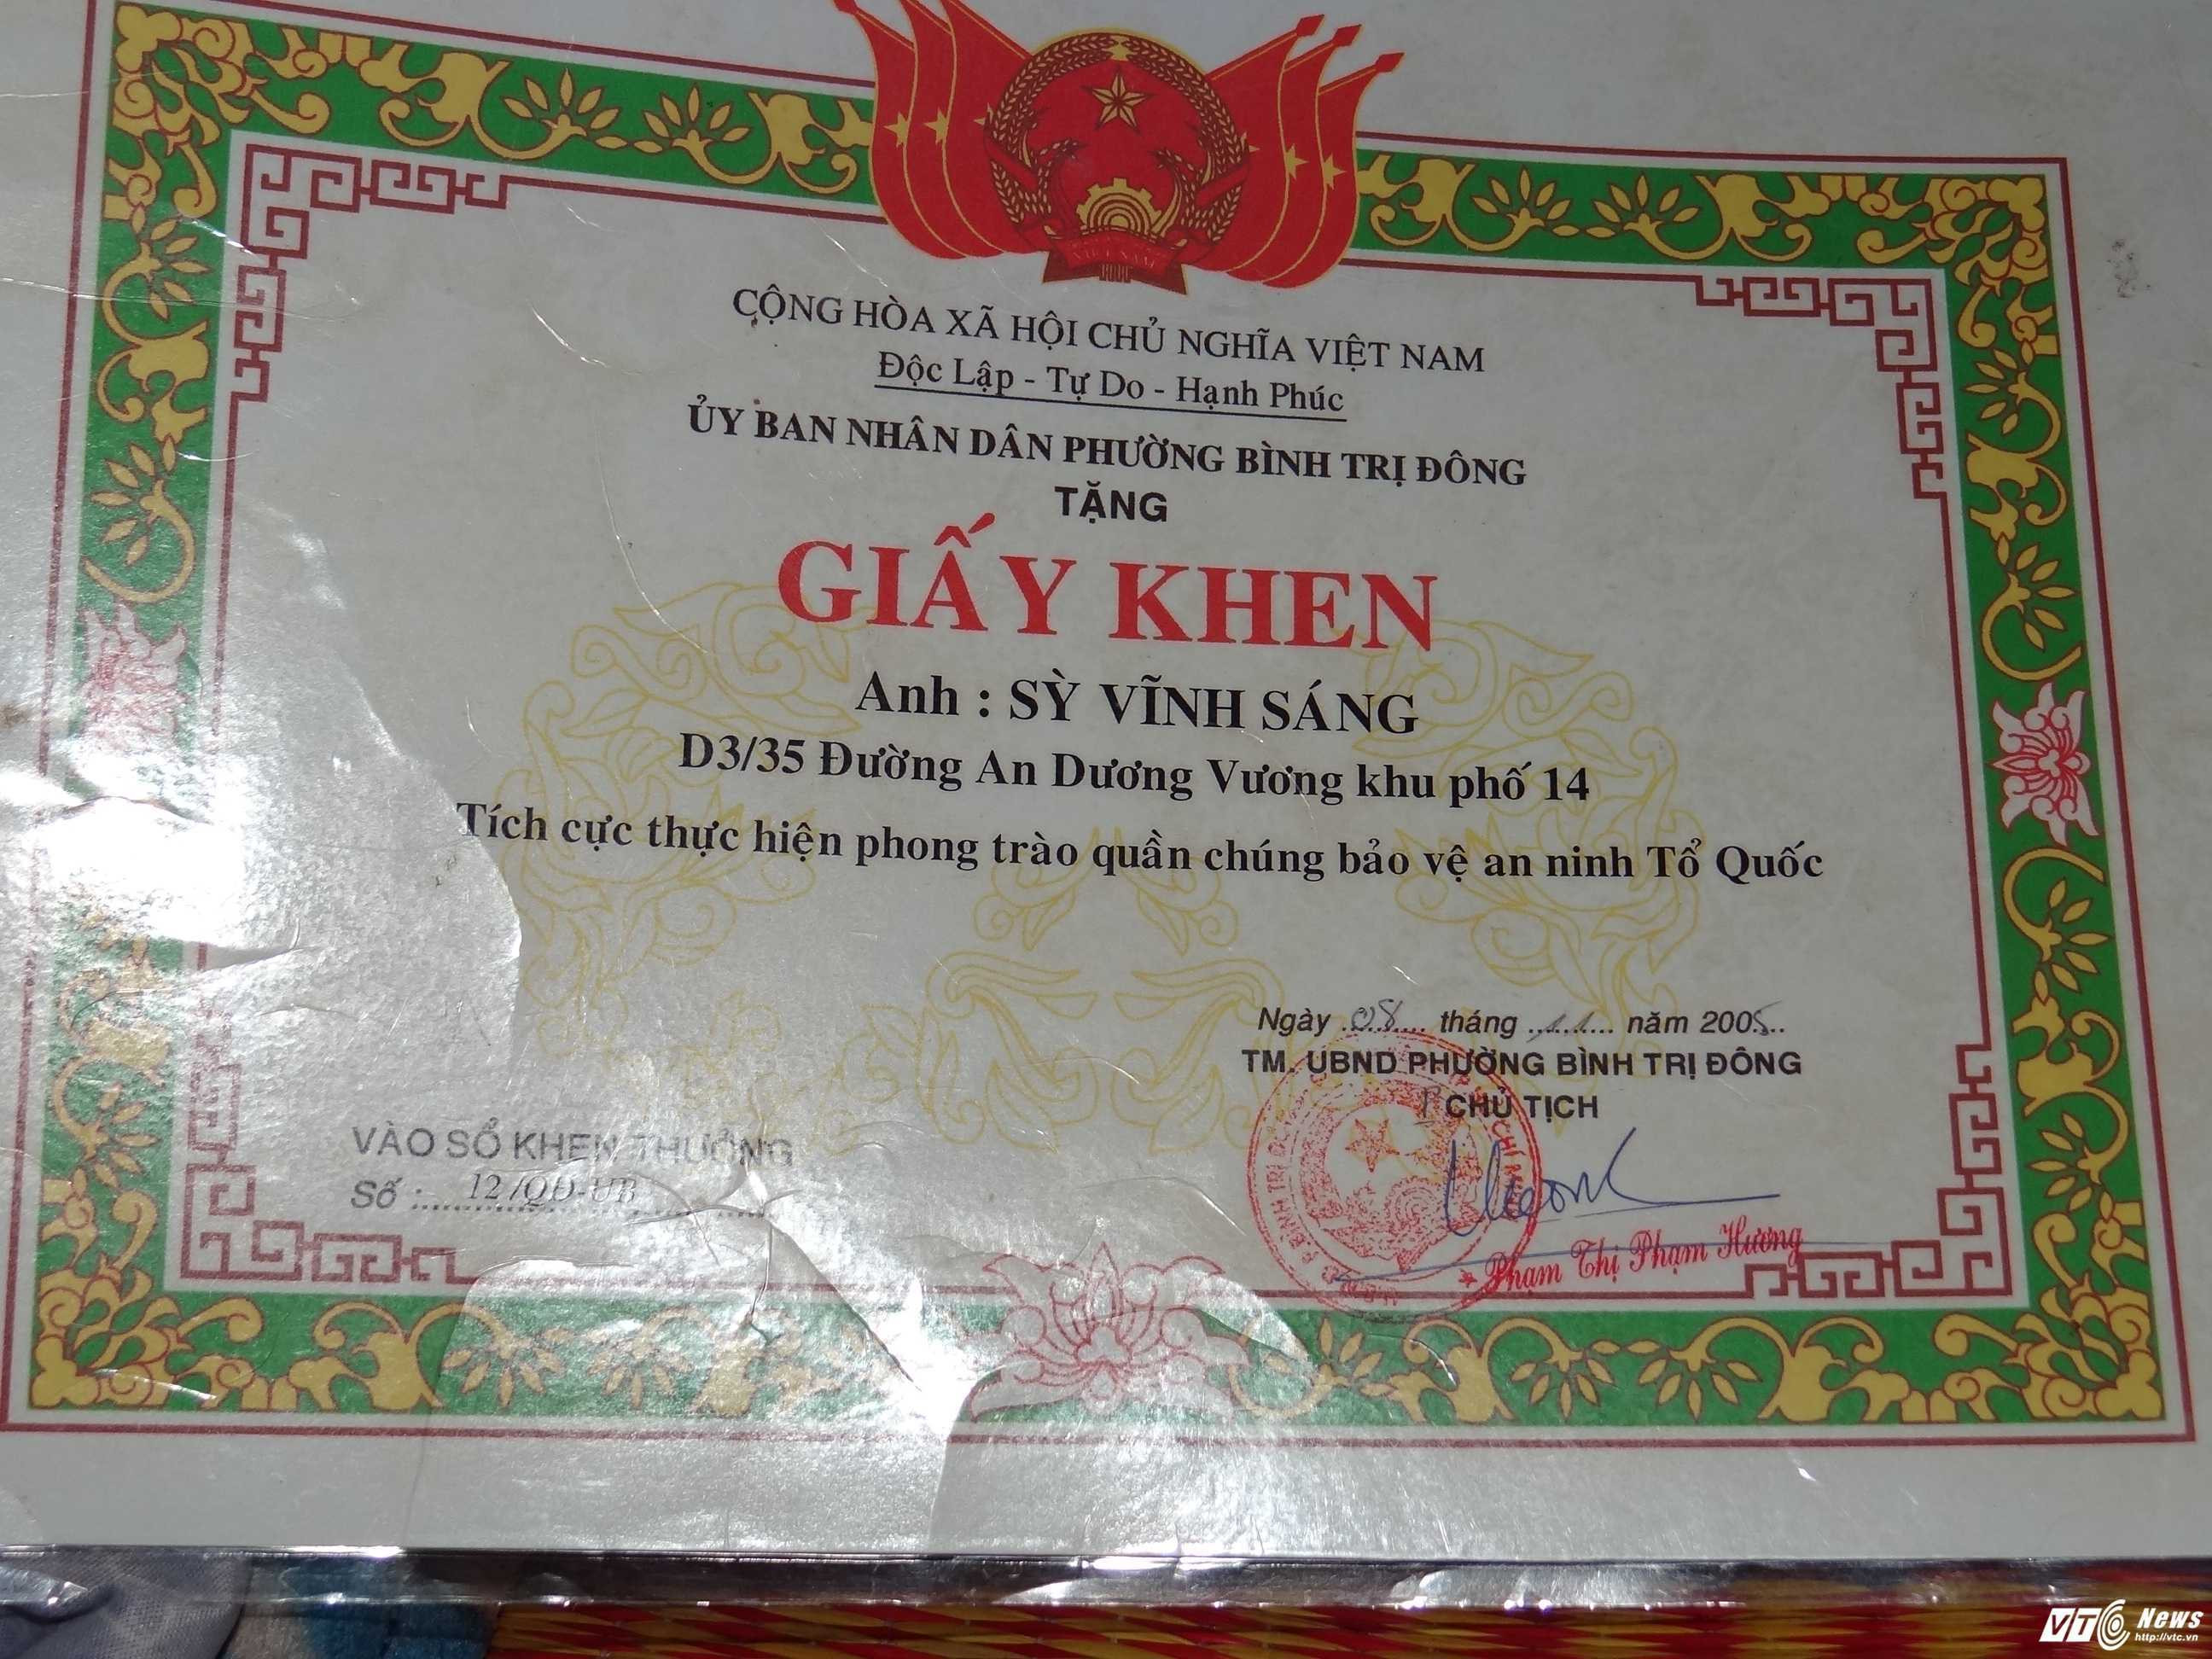 VIỆT NAM
CỘNG HÒA XÃ HỘI CHỦ NGHĨA VIỆT NAM
Độc Lập - Tự Do - Hạnh Phúc
ỦY BAN NHÂN DÂN PHƯỜNG BÌNH TRỊ ĐÔNG
TẶNG
GIẤY KHEN
Anh : SỲ VĨNH SÁNG
D3/35 Đường An Dương Vương khu phố 14
Tích cực thực hiện phong trào quần chúng bảo vệ an ninh Tổ Quốc
Ngày ..08..... tháng ..11.... năm 2005..
TM. UBND PHƯỜNG BÌNH TRỊ ĐÔNG
P CHỦ TỊCH
VÀO SỔ KHEN THƯỞNG
Số : 12/QĐ-UB
Phạm Thị Phạm Hương
VTC News
http://vtc.vn